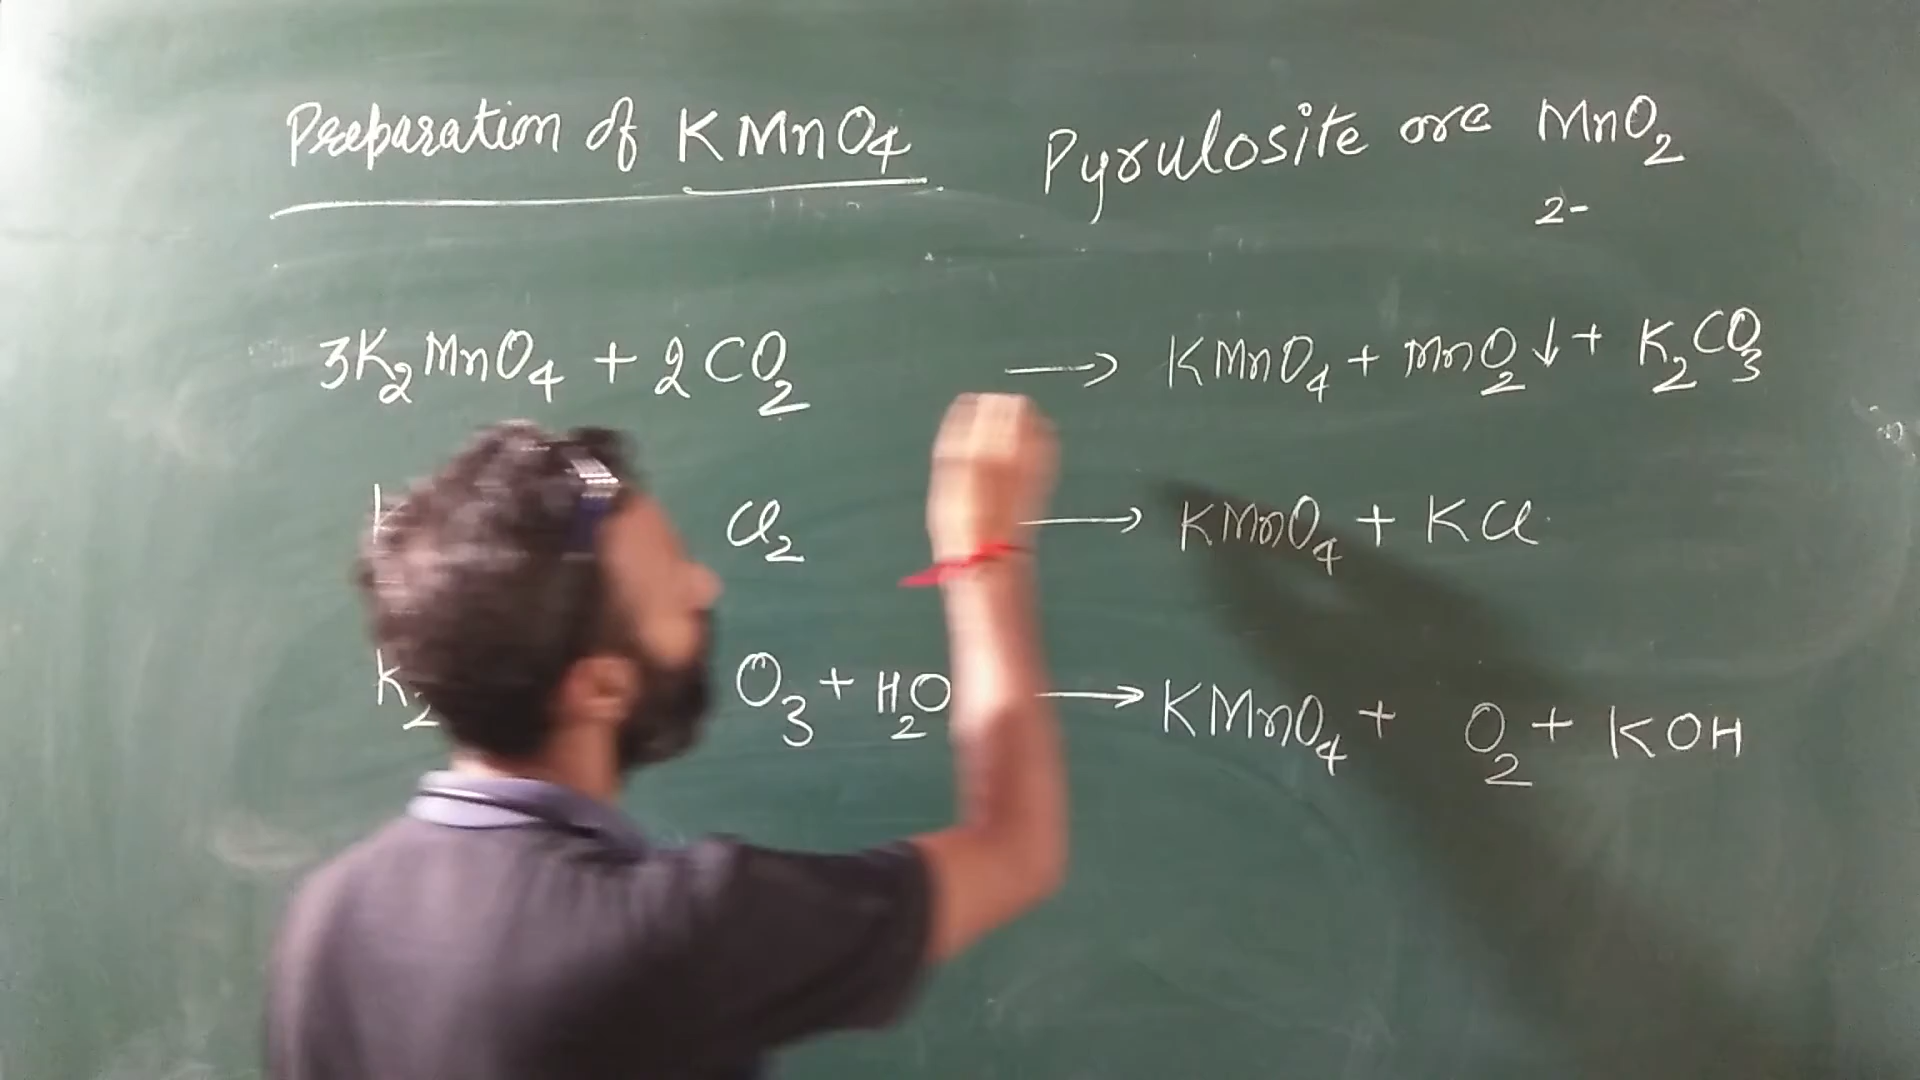 Preparation of KMnO4 Pyrulosite ore MnO2
2-
3K2MnO4 + 2CO2 → KMnO4 + MnO2↓ + K2CO3
K Cl2 → KMnO4 + KCl
K2 O3 + H2O → KMnO4 + O2 + KOH